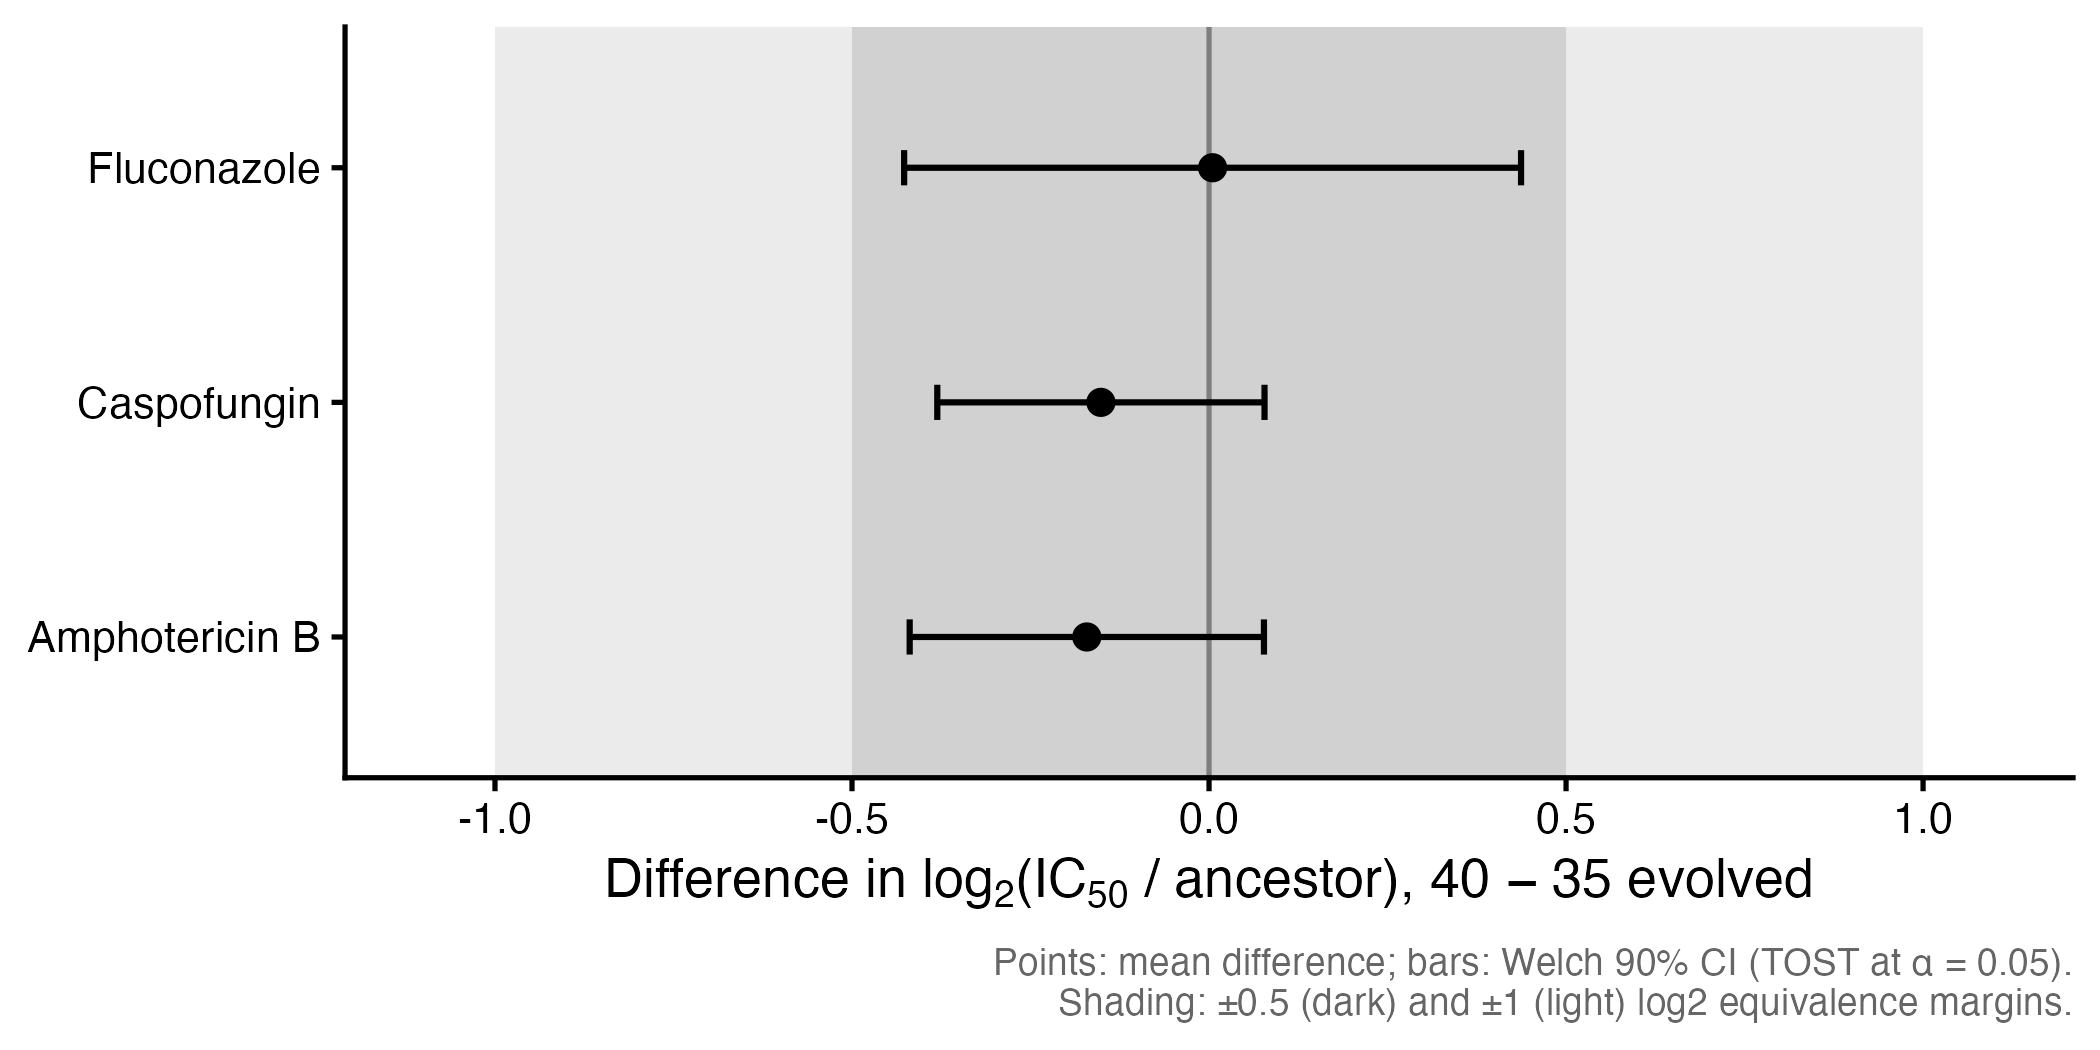 Fluconazole
Caspofungin
Amphotericin B
-1.0 -0.5 0.0 0.5 1.0
Difference in log₂(IC₅₀ / ancestor), 40 – 35 evolved
Points: mean difference; bars: Welch 90% CI (TOST at α = 0.05).
Shading: ±0.5 (dark) and ±1 (light) log2 equivalence margins.